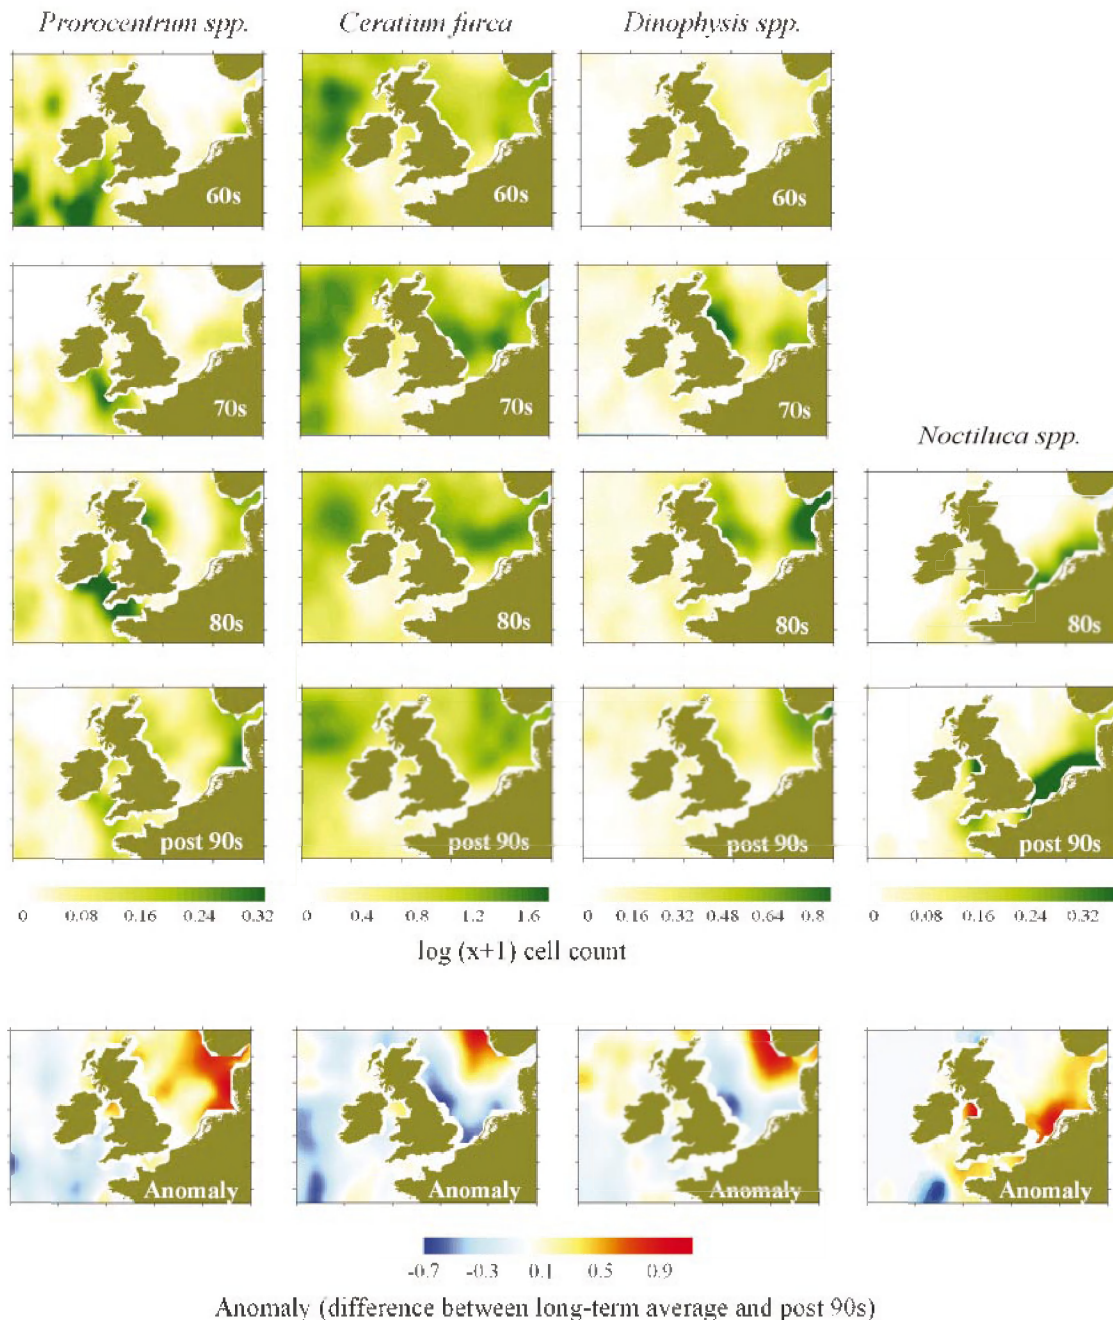 Prorocentrum spp.
Ceratium furca
Dinophysis spp.
60s
60s
60s
70s
70s
70s
Noctiluca spp.
80s
80s
80s
80s
post 90s
post 90s
post 90s
post 90s
0 0.08 0.16 0.24 0.32
0 0.4 0.8 1.2 1.6
0 0.16 0.32 0.48 0.64 0.8
0 0.08 0.16 0.24 0.32
log (x+1) cell count
Anomaly
Anomaly
Anomaly
Anomaly
-0.7 -0.3 0.1 0.5 0.9
Anomaly (difference between long-term average and post 90s)